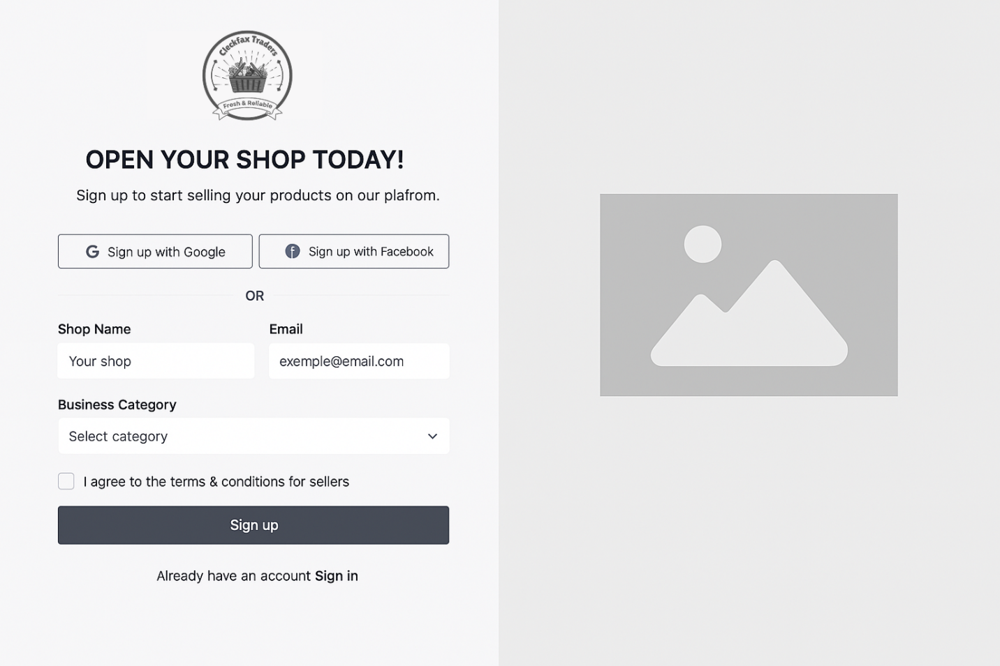 Cleckfax Traders
Fresh & Reliable
OPEN YOUR SHOP TODAY!
Sign up to start selling your products on our plafrom.
Sign up with Google
Sign up with Facebook
OR
Shop Name
Email
Your shop
exemple@email.com
Business Category
Select category
I agree to the terms & conditions for sellers
Sign up
Already have an account Sign in